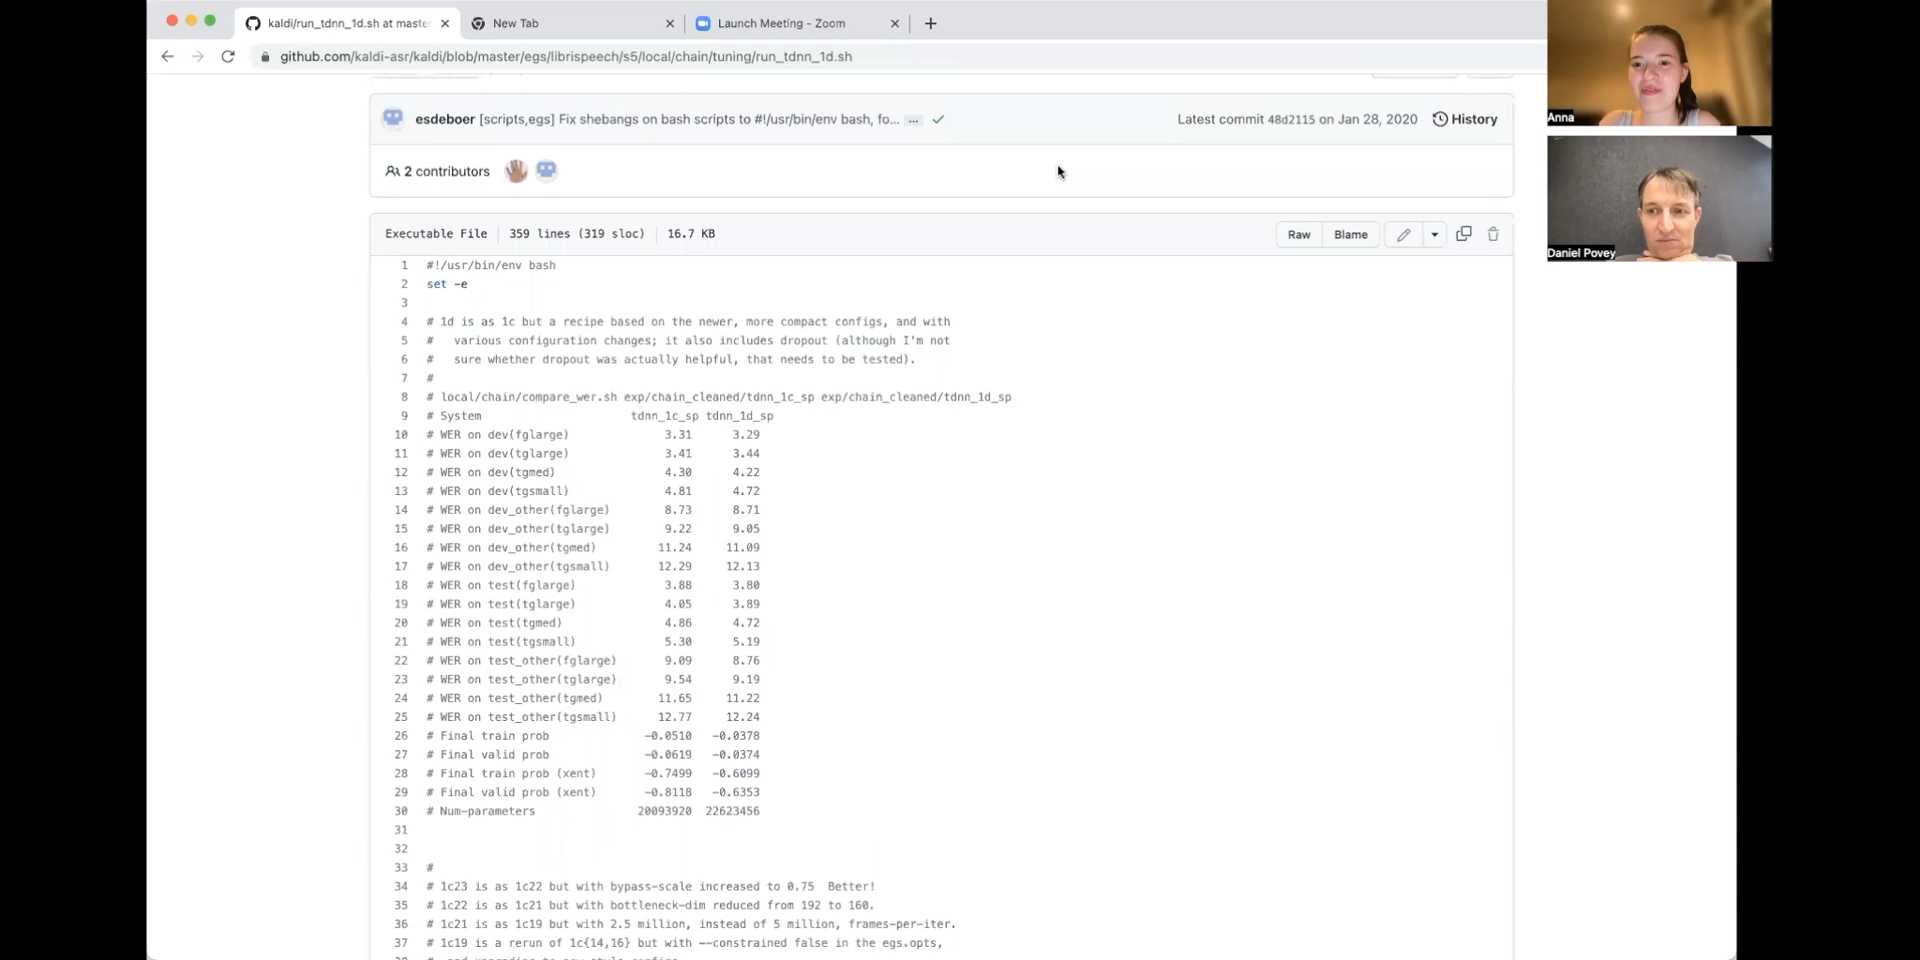 kaldi/run_tdnn_1d.sh at master
New Tab
Launch Meeting - Zoom
github.com/kaldi-asr/kaldi/blob/master/egs/librispeech/s5/local/chain/tuning/run_tdnn_1d.sh
Anna
esdeboer [scripts,egs] Fix shebangs on bash scripts to #!/usr/bin/env bash, fo... ... Latest commit 48d2115 on Jan 28, 2020 History
2 contributors
Daniel Povey
Executable File 359 lines (319 sloc) 16.7 KB Raw Blame
1 #!/usr/bin/env bash
2 set -e
3
4 # 1d is as 1c but a recipe based on the newer, more compact configs, and with
5 # various configuration changes; it also includes dropout (although I'm not
6 # sure whether dropout was actually helpful, that needs to be tested).
7 #
8 # local/chain/compare_wer.sh exp/chain_cleaned/tdnn_1c_sp exp/chain_cleaned/tdnn_1d_sp
9 # System tdnn_1c_sp tdnn_1d_sp
10 # WER on dev(fglarge) 3.31 3.29
11 # WER on dev(tglarge) 3.41 3.44
12 # WER on dev(tgmed) 4.30 4.22
13 # WER on dev(tgsmall) 4.81 4.72
14 # WER on dev_other(fglarge) 8.73 8.71
15 # WER on dev_other(tglarge) 9.22 9.05
16 # WER on dev_other(tgmed) 11.24 11.09
17 # WER on dev_other(tgsmall) 12.29 12.13
18 # WER on test(fglarge) 3.88 3.80
19 # WER on test(tglarge) 4.05 3.89
20 # WER on test(tgmed) 4.86 4.72
21 # WER on test(tgsmall) 5.30 5.19
22 # WER on test_other(fglarge) 9.09 8.76
23 # WER on test_other(tglarge) 9.54 9.19
24 # WER on test_other(tgmed) 11.65 11.22
25 # WER on test_other(tgsmall) 12.77 12.24
26 # Final train prob -0.0510 -0.0378
27 # Final valid prob -0.0619 -0.0374
28 # Final train prob (xent) -0.7499 -0.6099
29 # Final valid prob (xent) -0.8118 -0.6353
30 # Num-parameters 20093920 22623456
31
32
33 #
34 # 1c23 is as 1c22 but with bypass-scale increased to 0.75 Better!
35 # 1c22 is as 1c21 but with bottleneck-dim reduced from 192 to 160.
36 # 1c21 is as 1c19 but with 2.5 million, instead of 5 million, frames-per-iter.
37 # 1c19 is a rerun of 1c{14,16} but with --constrained false in the egs.opts,